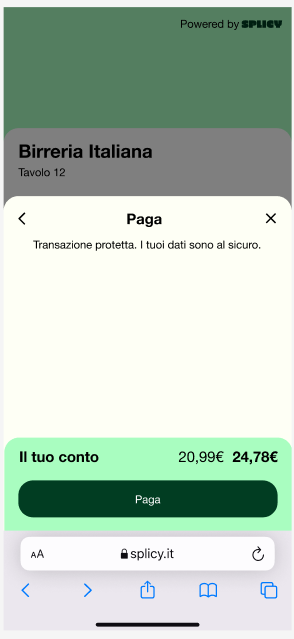 Powered by SPLICY
Birreria Italiana
Tavolo 12
Paga
Transazione protetta. I tuoi dati sono al sicuro.
Il tuo conto 20,99€ 24,78€
Paga
AA splicy.it